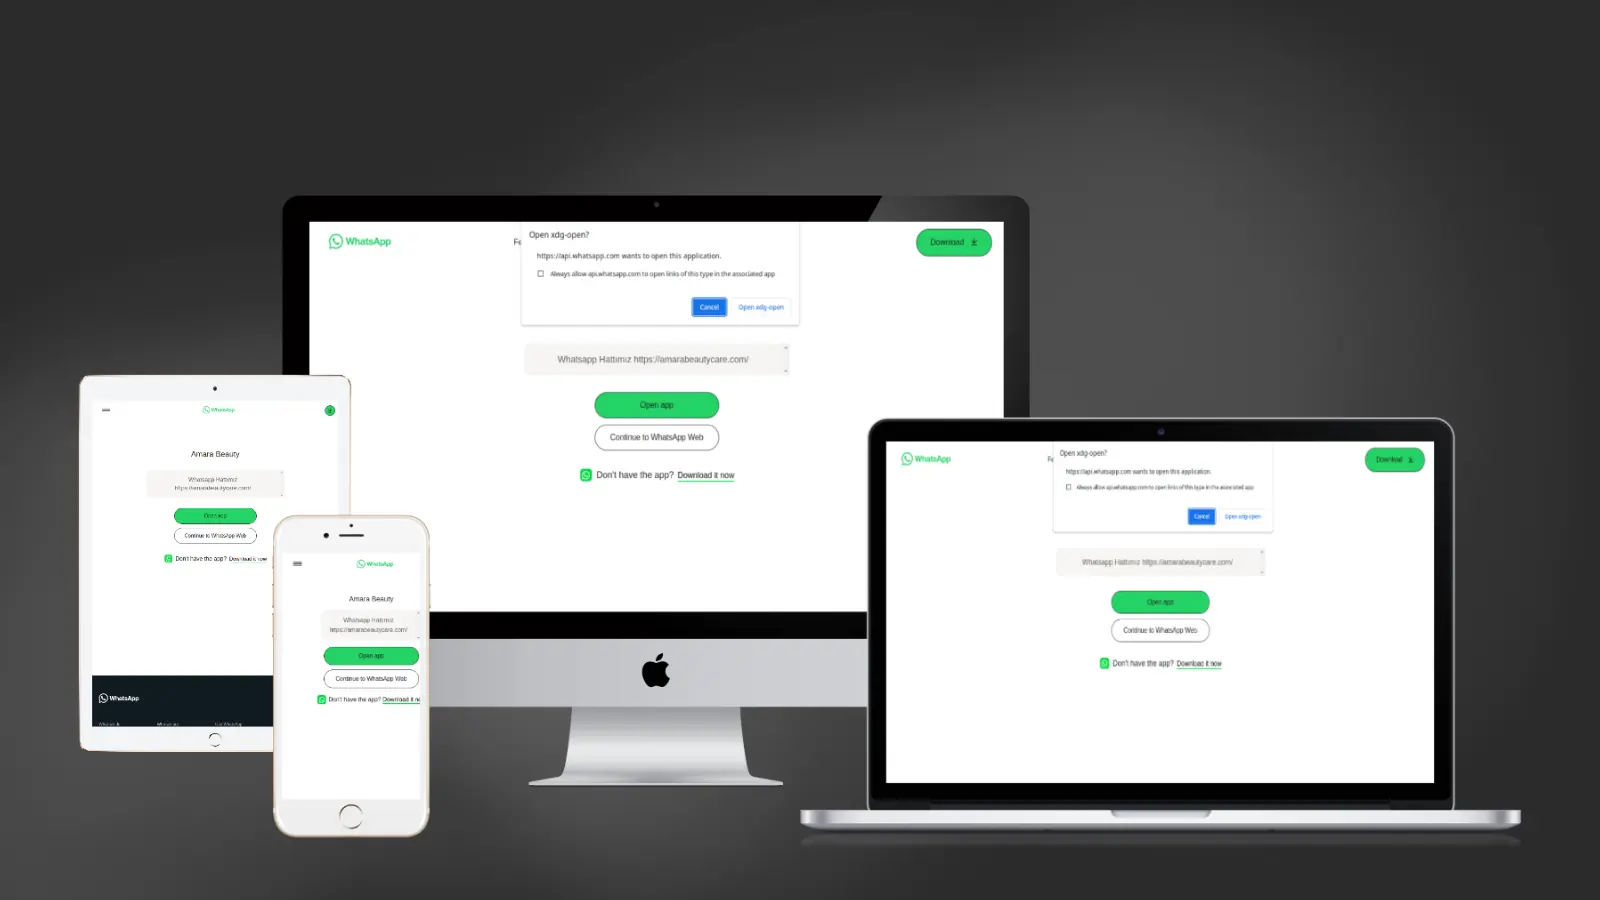 WhatsApp
Fe
Open xdg-open?
https://api.whatsapp.com wants to open this application.
Always allow api.whatsapp.com to open links of this type in the associated app
Cancel
Open xdg-open
Download
Whatsapp Hattımız https://amarabeautycare.com/
Open app
Continue to WhatsApp Web
Don't have the app? Download it now
WhatsApp
Amara Beauty
Whatsapp Hattımız
https://amarabeautycare.com/
Open app
Continue to WhatsApp Web
Don't have the app? Download it now
WhatsApp
WhatsApp
Amara Beauty
Whatsapp Hattımız
https://amarabeautycare.com/
Open app
Continue to WhatsApp Web
Don't have the app? Download it no
WhatsApp
Fe
Open xdg-open?
https://api.whatsapp.com wants to open this application.
Always allow api.whatsapp.com to open links of this type in the associated app
Cancel
Open xdg-open
Download
Whatsapp Hattımız https://amarabeautycare.com/
Open app
Continue to WhatsApp Web
Don't have the app? Download it now